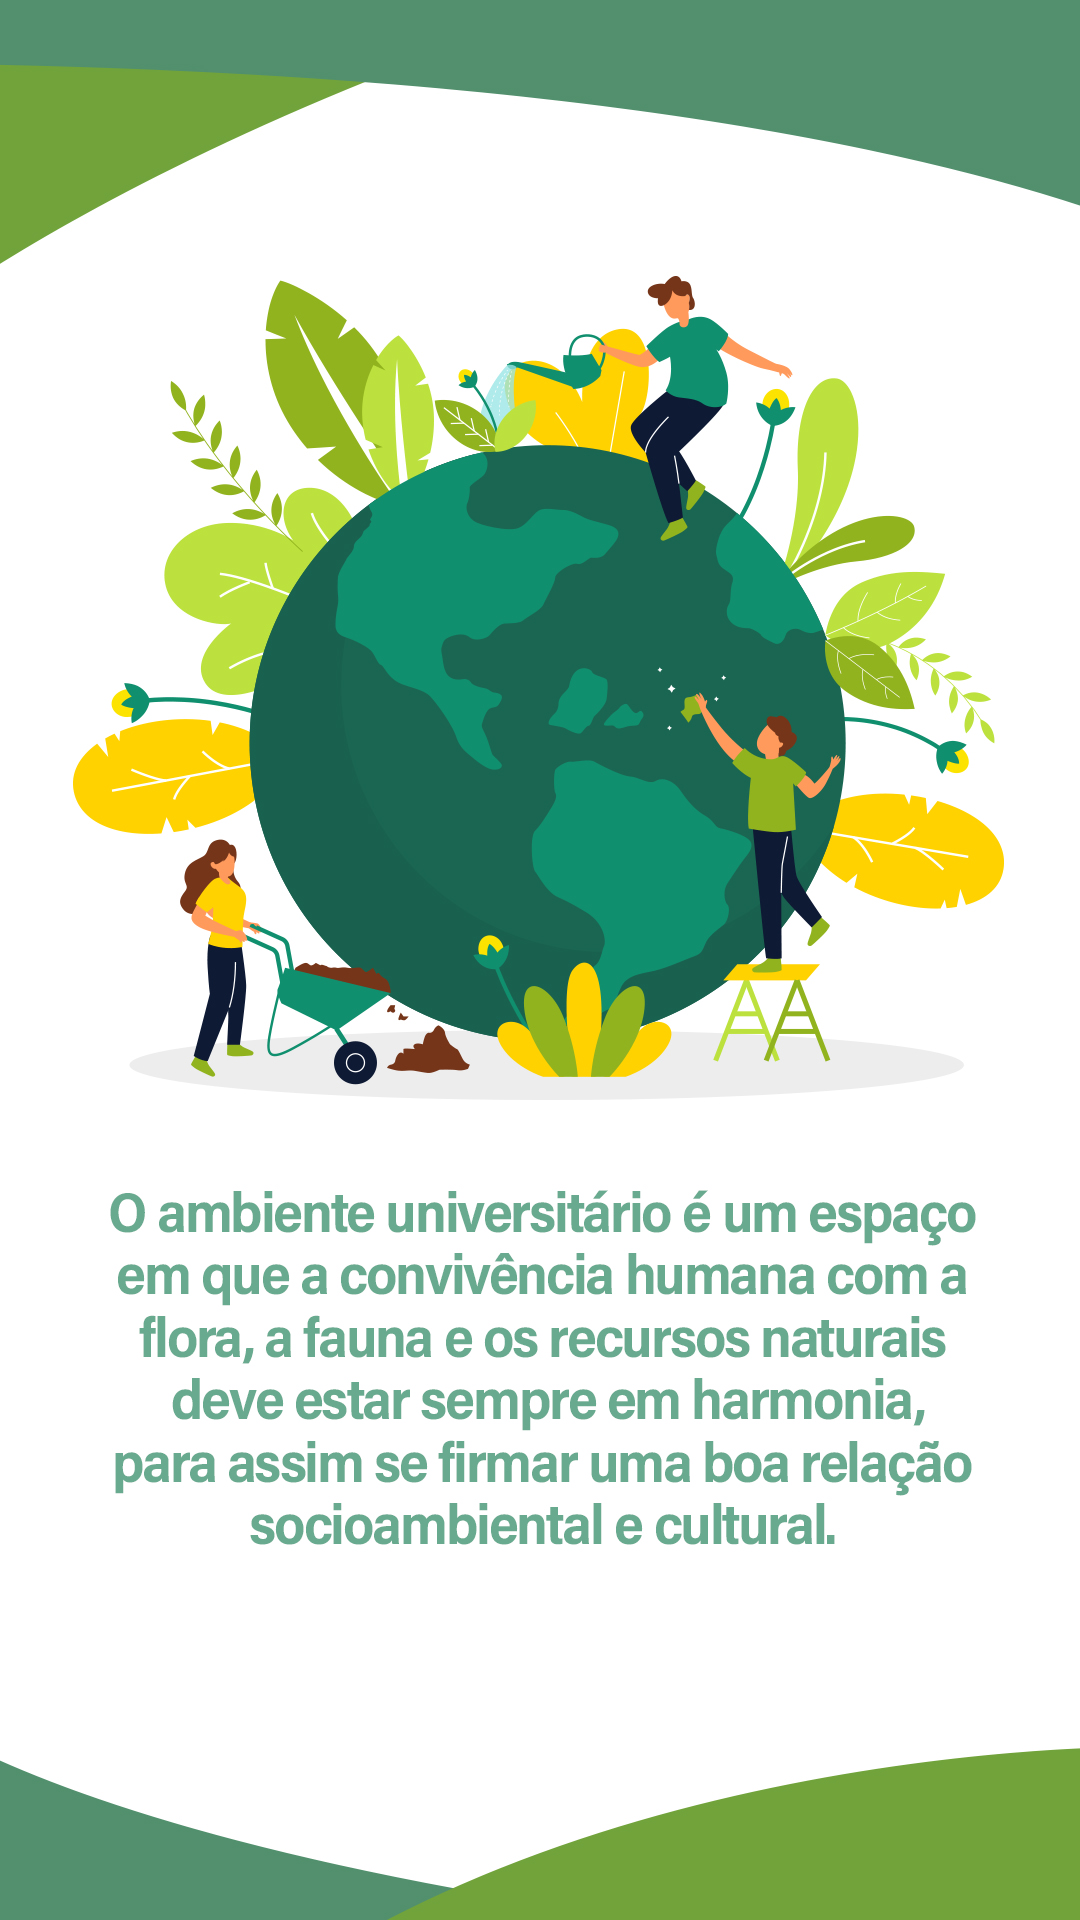 O ambiente universitário é um espaço
em que a convivência humana com a
flora, a fauna e os recursos naturais
deve estar sempre em harmonia,
para assim se firmar uma boa relação
socioambiental e cultural.